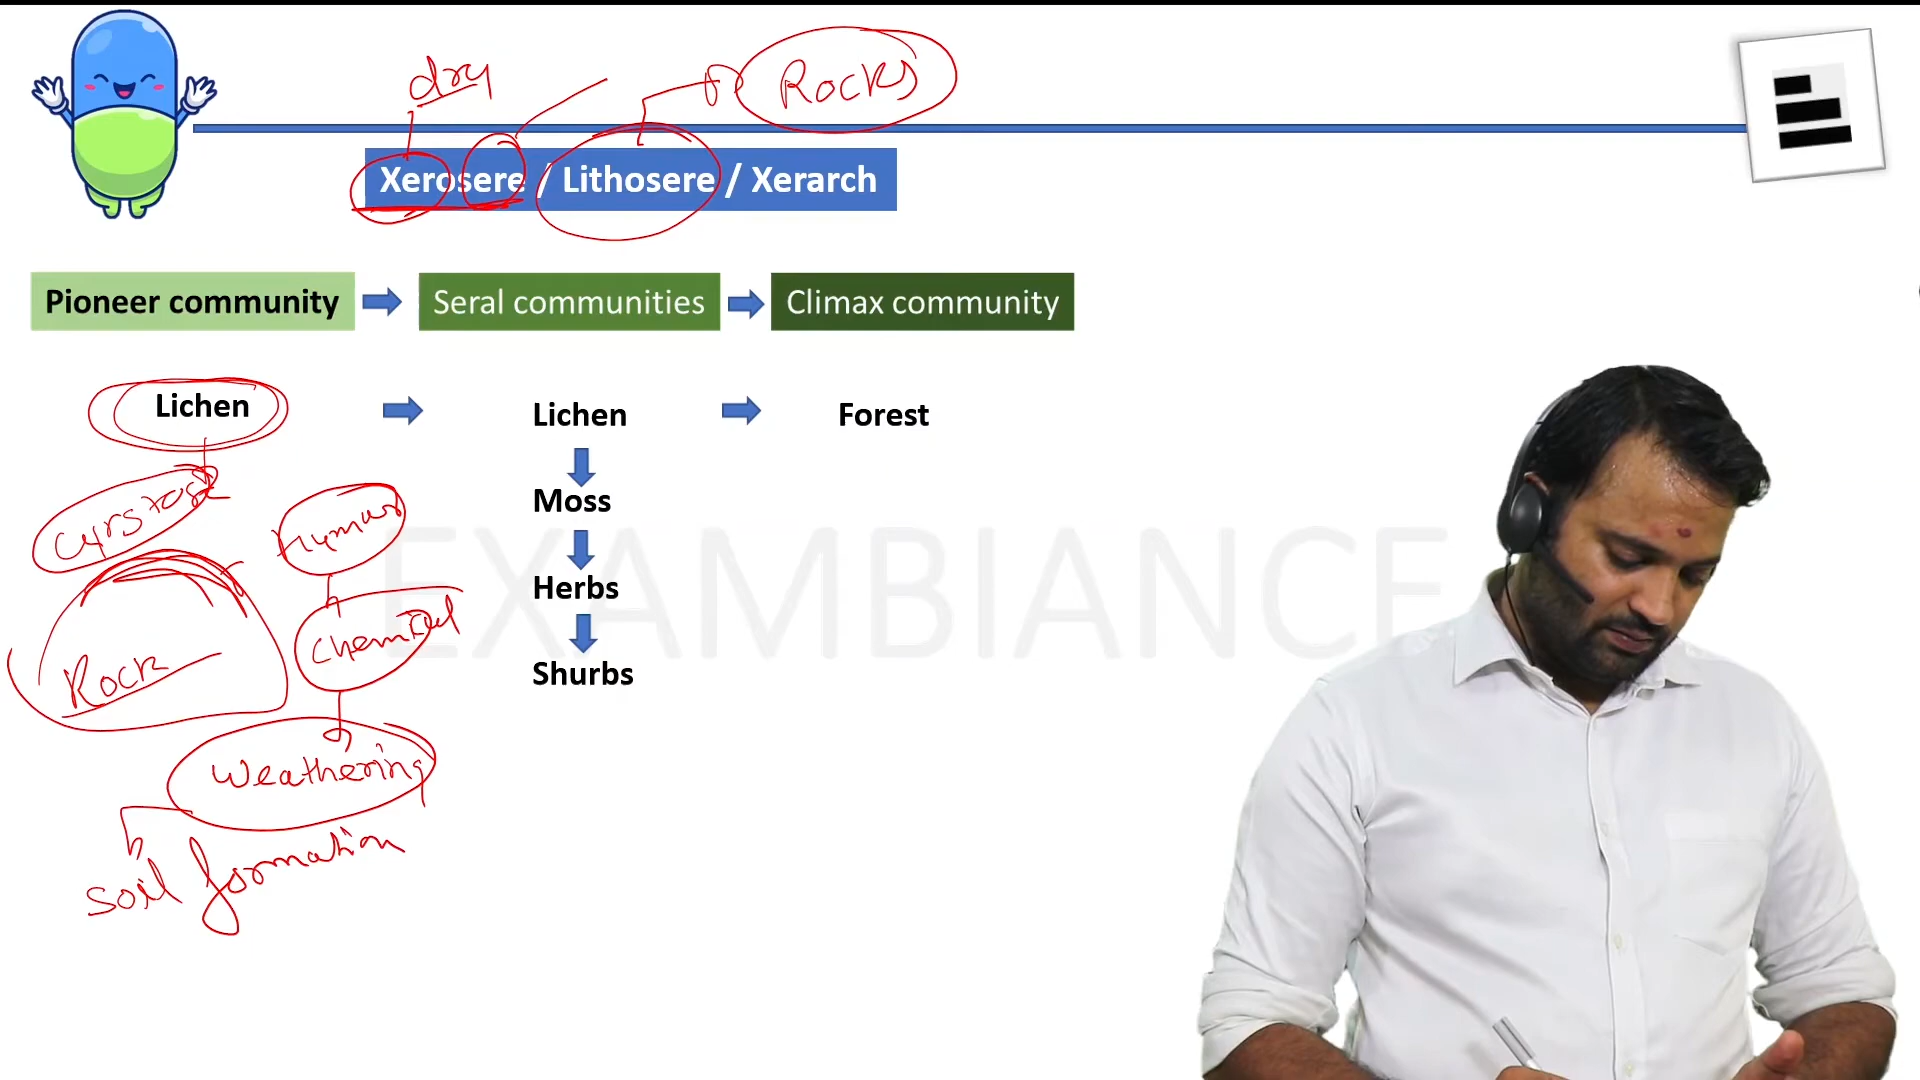 dry
Rocks
Xerosere / Lithosere / Xerarch
Pioneer community
Seral communities
Climax community
Lichen
Lichen
Forest
Moss
Herbs
Shurbs
Rock
Chemical
Weathering
soil formation
EXAMBIANCE